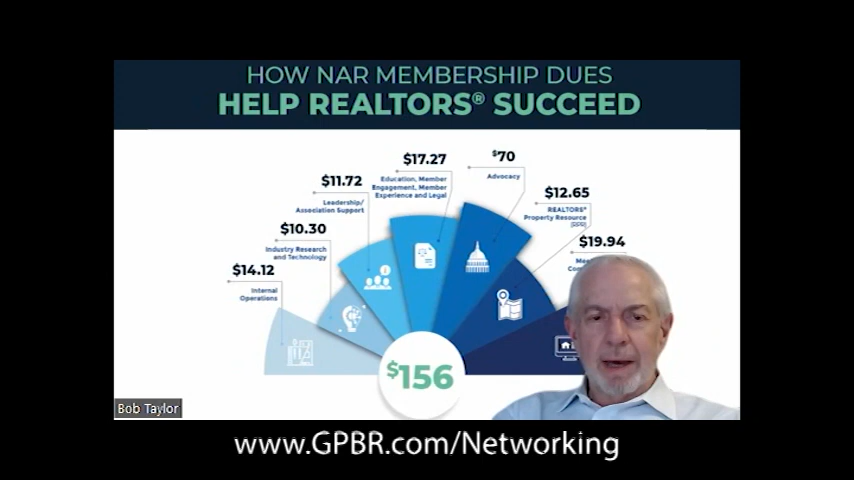 HOW NAR MEMBERSHIP DUES
HELP REALTORS® SUCCEED
$17.27
Education, Member
Engagement, Member
Experience and Legal
$70
Advocacy
$11.72
Leadership/
Association Support
$12.65
REALTORS®
Property Resource
(RPR)
$10.30
Industry Research
and Technology
$19.94
$14.12
Internal
Operations
$156
Bob Taylor
www.GPBR.com/Networking